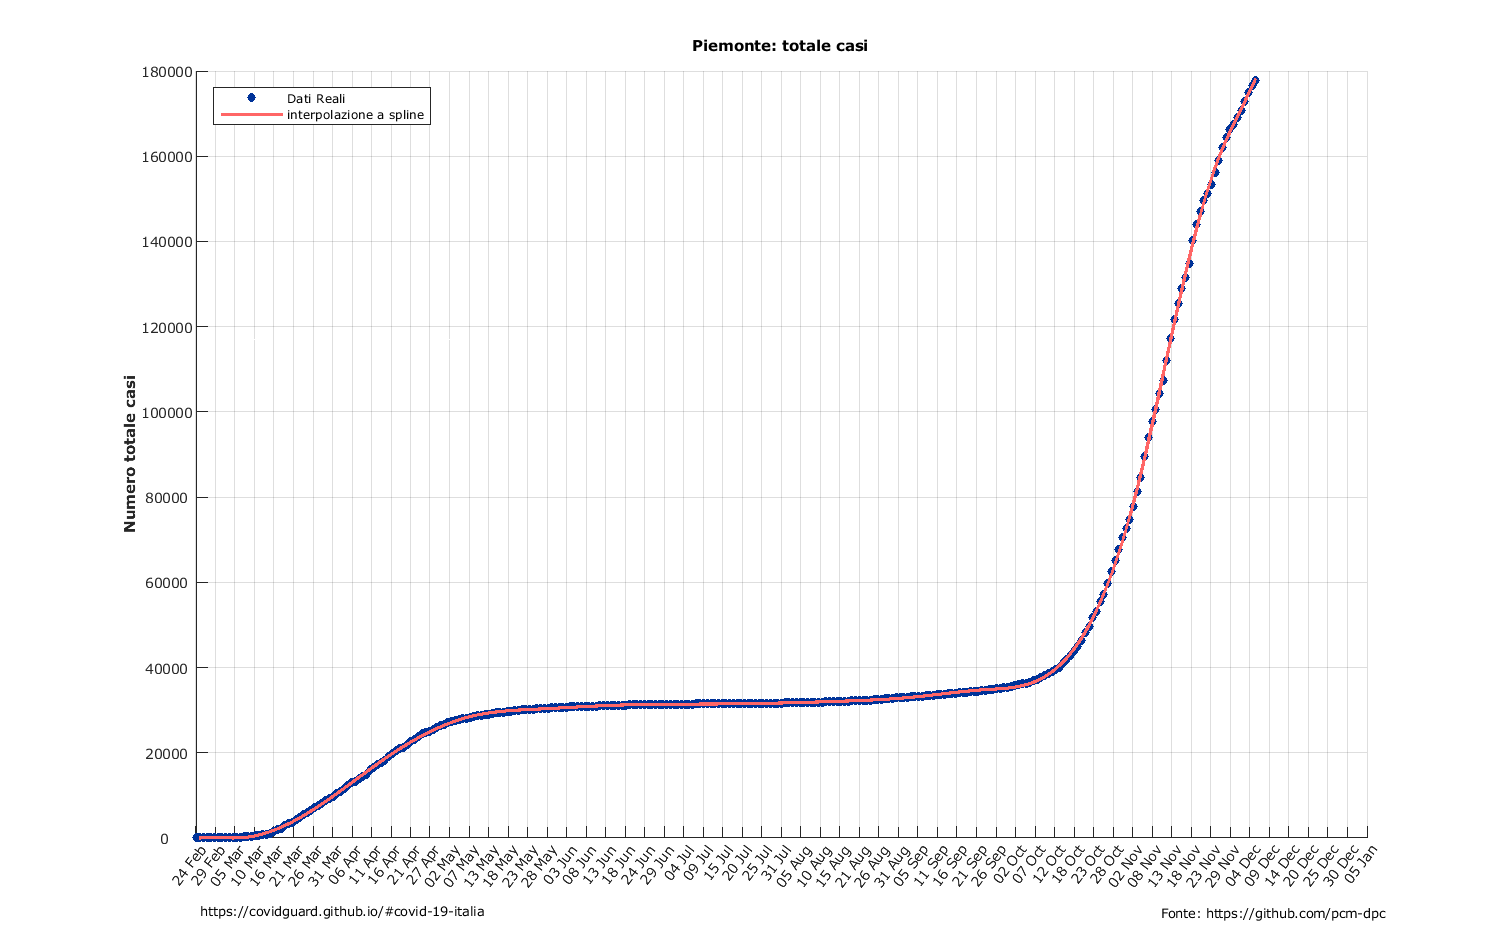 Piemonte: totale casi
Dati Reali
interpolazione a spline
Numero totale casi
180000
160000
140000
120000
100000
80000
60000
40000
20000
0
24 Feb
29 Feb
05 Mar
10 Mar
16 Mar
21 Mar
26 Mar
31 Mar
06 Apr
11 Apr
16 Apr
21 Apr
27 Apr
02 May
07 May
13 May
18 May
23 May
28 May
03 Jun
08 Jun
13 Jun
18 Jun
24 Jun
29 Jun
04 Jul
09 Jul
15 Jul
20 Jul
25 Jul
31 Jul
05 Aug
10 Aug
15 Aug
21 Aug
26 Aug
31 Aug
05 Sep
11 Sep
16 Sep
21 Sep
26 Sep
02 Oct
07 Oct
12 Oct
18 Oct
23 Oct
28 Oct
02 Nov
08 Nov
13 Nov
18 Nov
23 Nov
29 Nov
04 Dec
09 Dec
14 Dec
20 Dec
25 Dec
30 Dec
05 Jan
https://covidguard.github.io/#covid-19-italia
Fonte: https://github.com/pcm-dpc